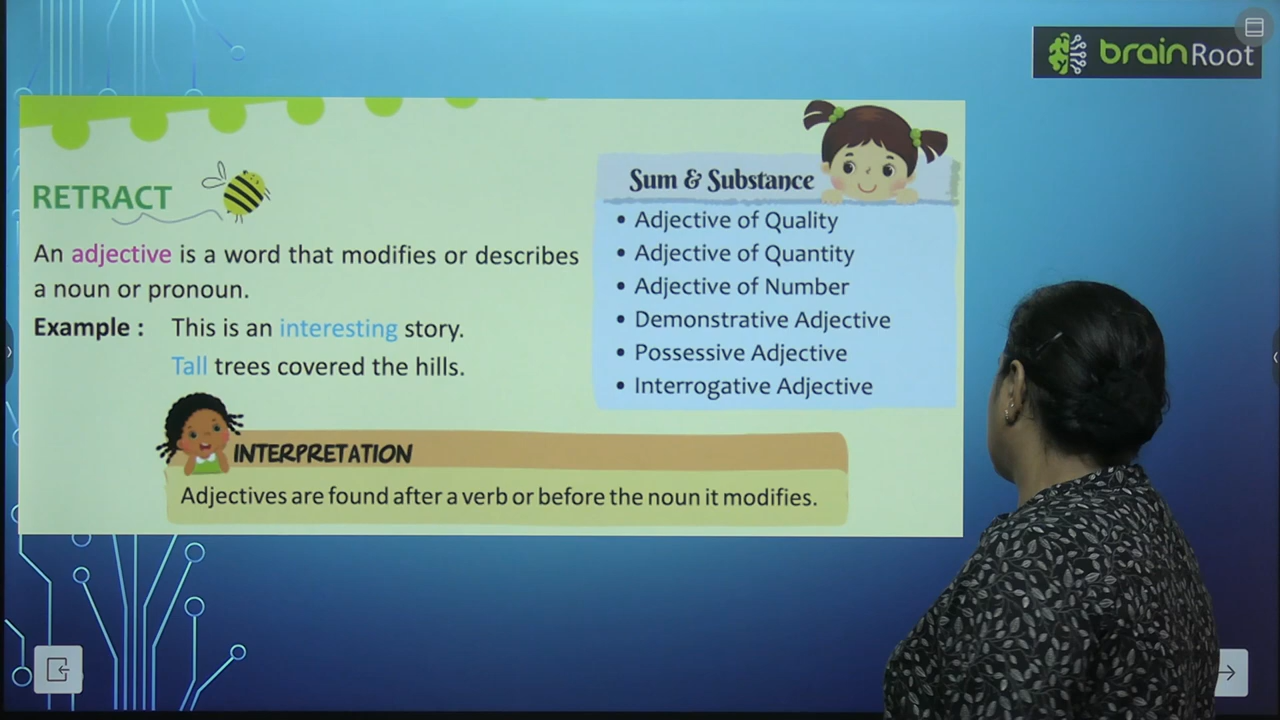 brainRoot
RETRACT
An adjective is a word that modifies or describes
a noun or pronoun.
Example : This is an interesting story.
Tall trees covered the hills.
Sum & Substance
• Adjective of Quality
• Adjective of Quantity
• Adjective of Number
• Demonstrative Adjective
• Possessive Adjective
• Interrogative Adjective
INTERPRETATION
Adjectives are found after a verb or before the noun it modifies.